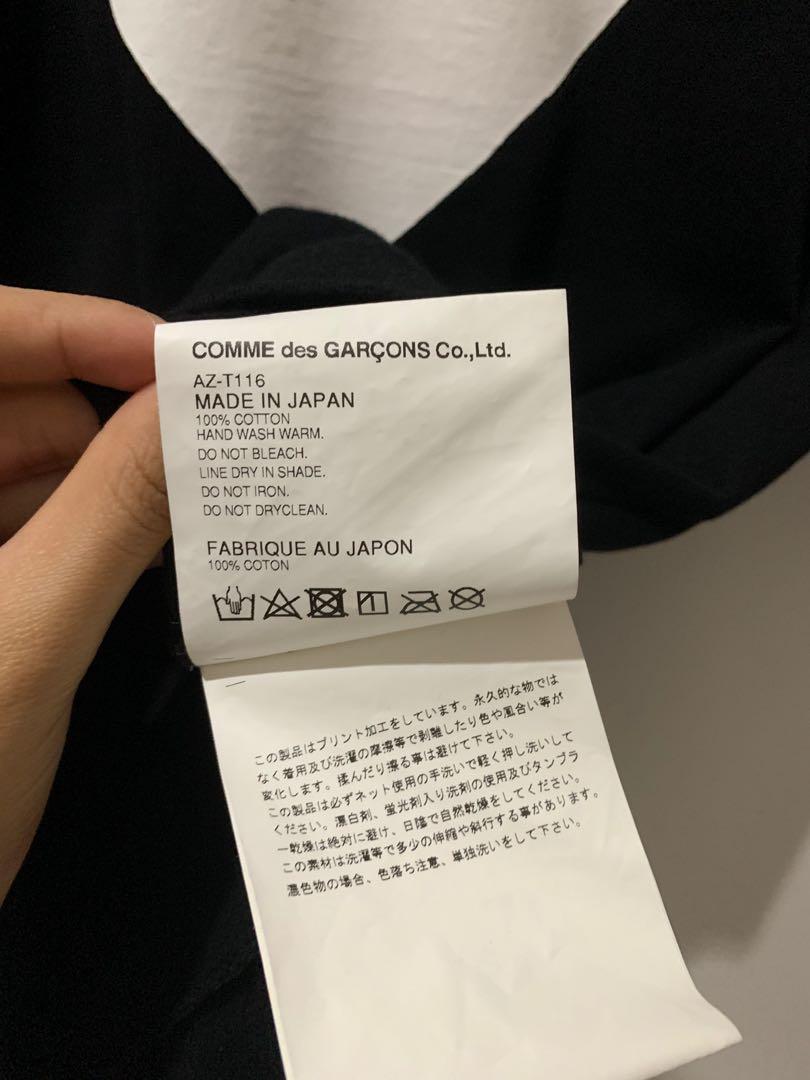 COMME des GARÇONS Co.,Ltd.
AZ-T116
MADE IN JAPAN
100% COTTON
HAND WASH WARM.
DO NOT BLEACH.
LINE DRY IN SHADE.
DO NOT IRON.
DO NOT DRYCLEAN.
FABRIQUE AU JAPON
100% COTON
この製品はプリント加工をしています。永久的な物では
なく着用及び洗濯の摩擦等で剥離したり色や風合い等が
変化します。揉んだり擦る事は避けて下さい。
この製品は必ずネット使用の手洗いで軽く押し洗いして
ください。漂白剤、蛍光剤入り洗剤の使用及びタンブラ
ー乾燥は絶対に避け、日陰で自然乾燥をしてください。
この素材は洗濯等で多少の伸縮や斜行する事があります。
濃色物の場合、色落ち注意、単独洗いをして下さい。